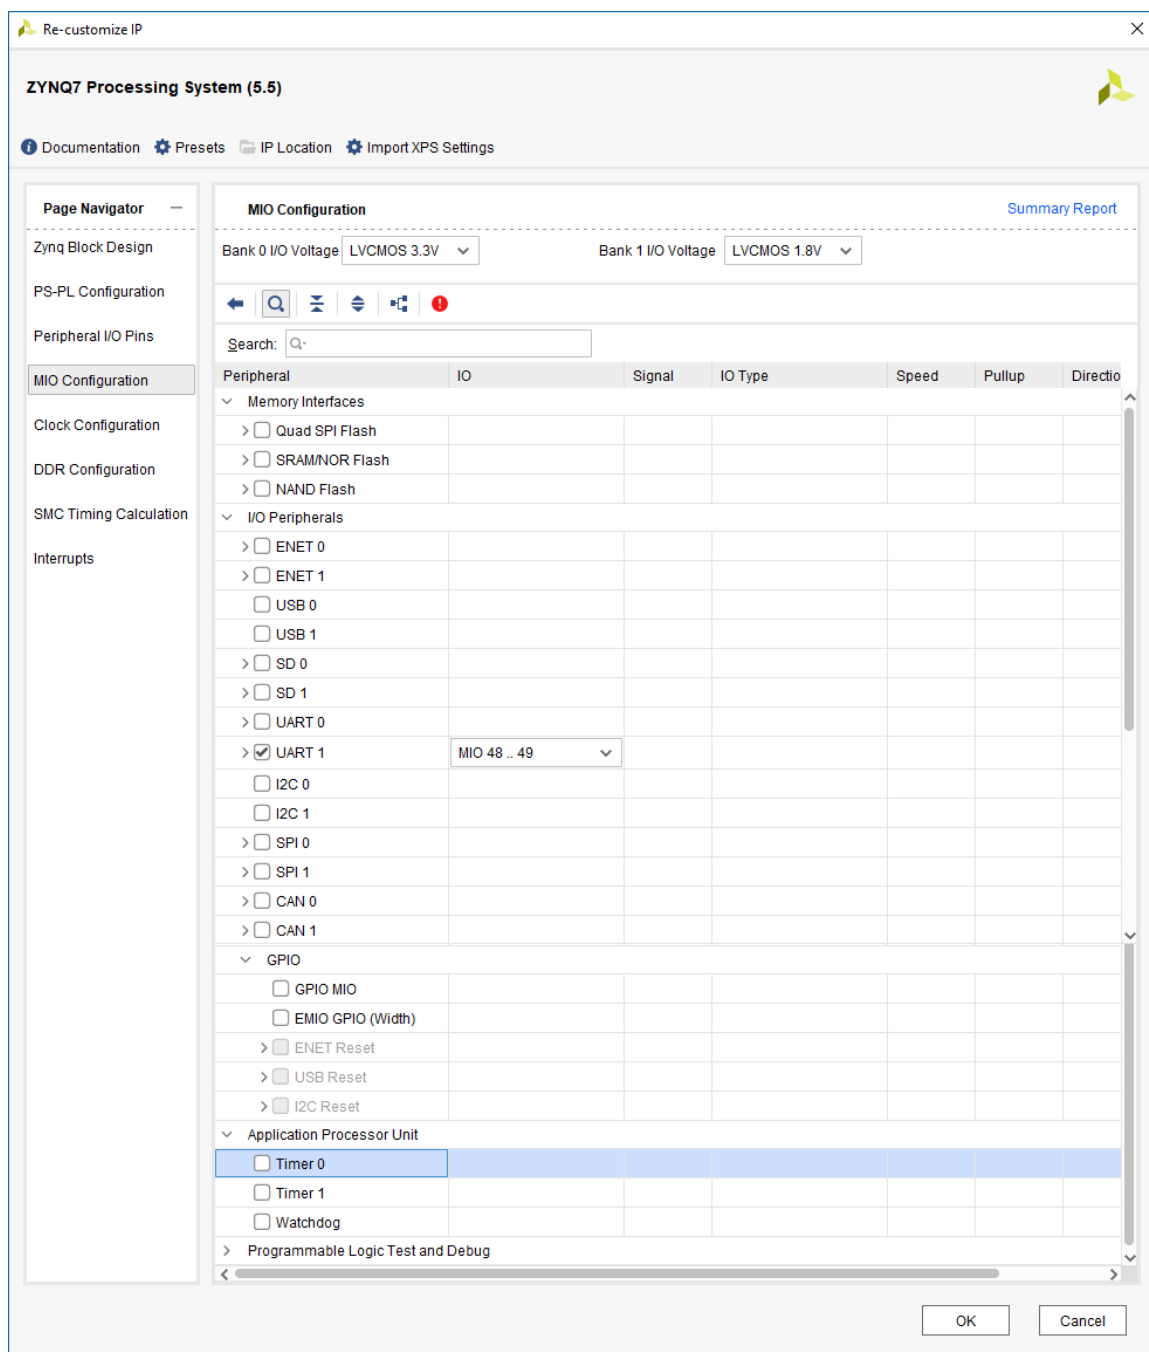 Re-customize IP
ZYNQ7 Processing System (5.5)
Documentation Presets IP Location Import XPS Settings
Page Navigator
Zynq Block Design
PS-PL Configuration
Peripheral I/O Pins
MIO Configuration
Clock Configuration
DDR Configuration
SMC Timing Calculation
Interrupts
MIO Configuration Summary Report
Bank 0 I/O Voltage LVCMOS 3.3V Bank 1 I/O Voltage LVCMOS 1.8V
Search:
Peripheral IO Signal IO Type Speed Pullup Directio
Memory Interfaces
Quad SPI Flash
SRAM/NOR Flash
NAND Flash
I/O Peripherals
ENET 0
ENET 1
USB 0
USB 1
SD 0
SD 1
UART 0
UART 1 MIO 48 .. 49
I2C 0
I2C 1
SPI 0
SPI 1
CAN 0
CAN 1
GPIO
GPIO MIO
EMIO GPIO (Width)
ENET Reset
USB Reset
I2C Reset
Application Processor Unit
Timer 0
Timer 1
Watchdog
Programmable Logic Test and Debug
OK Cancel